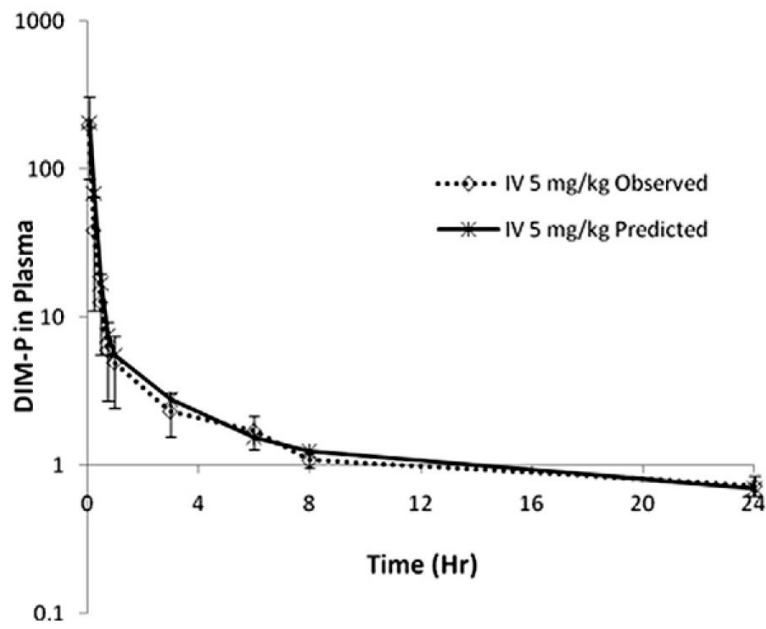 1000
100
10
1
0.1
DIM-P in Plasma
IV 5 mg/kg Observed
IV 5 mg/kg Predicted
0 4 8 12 16 20 24
Time (Hr)